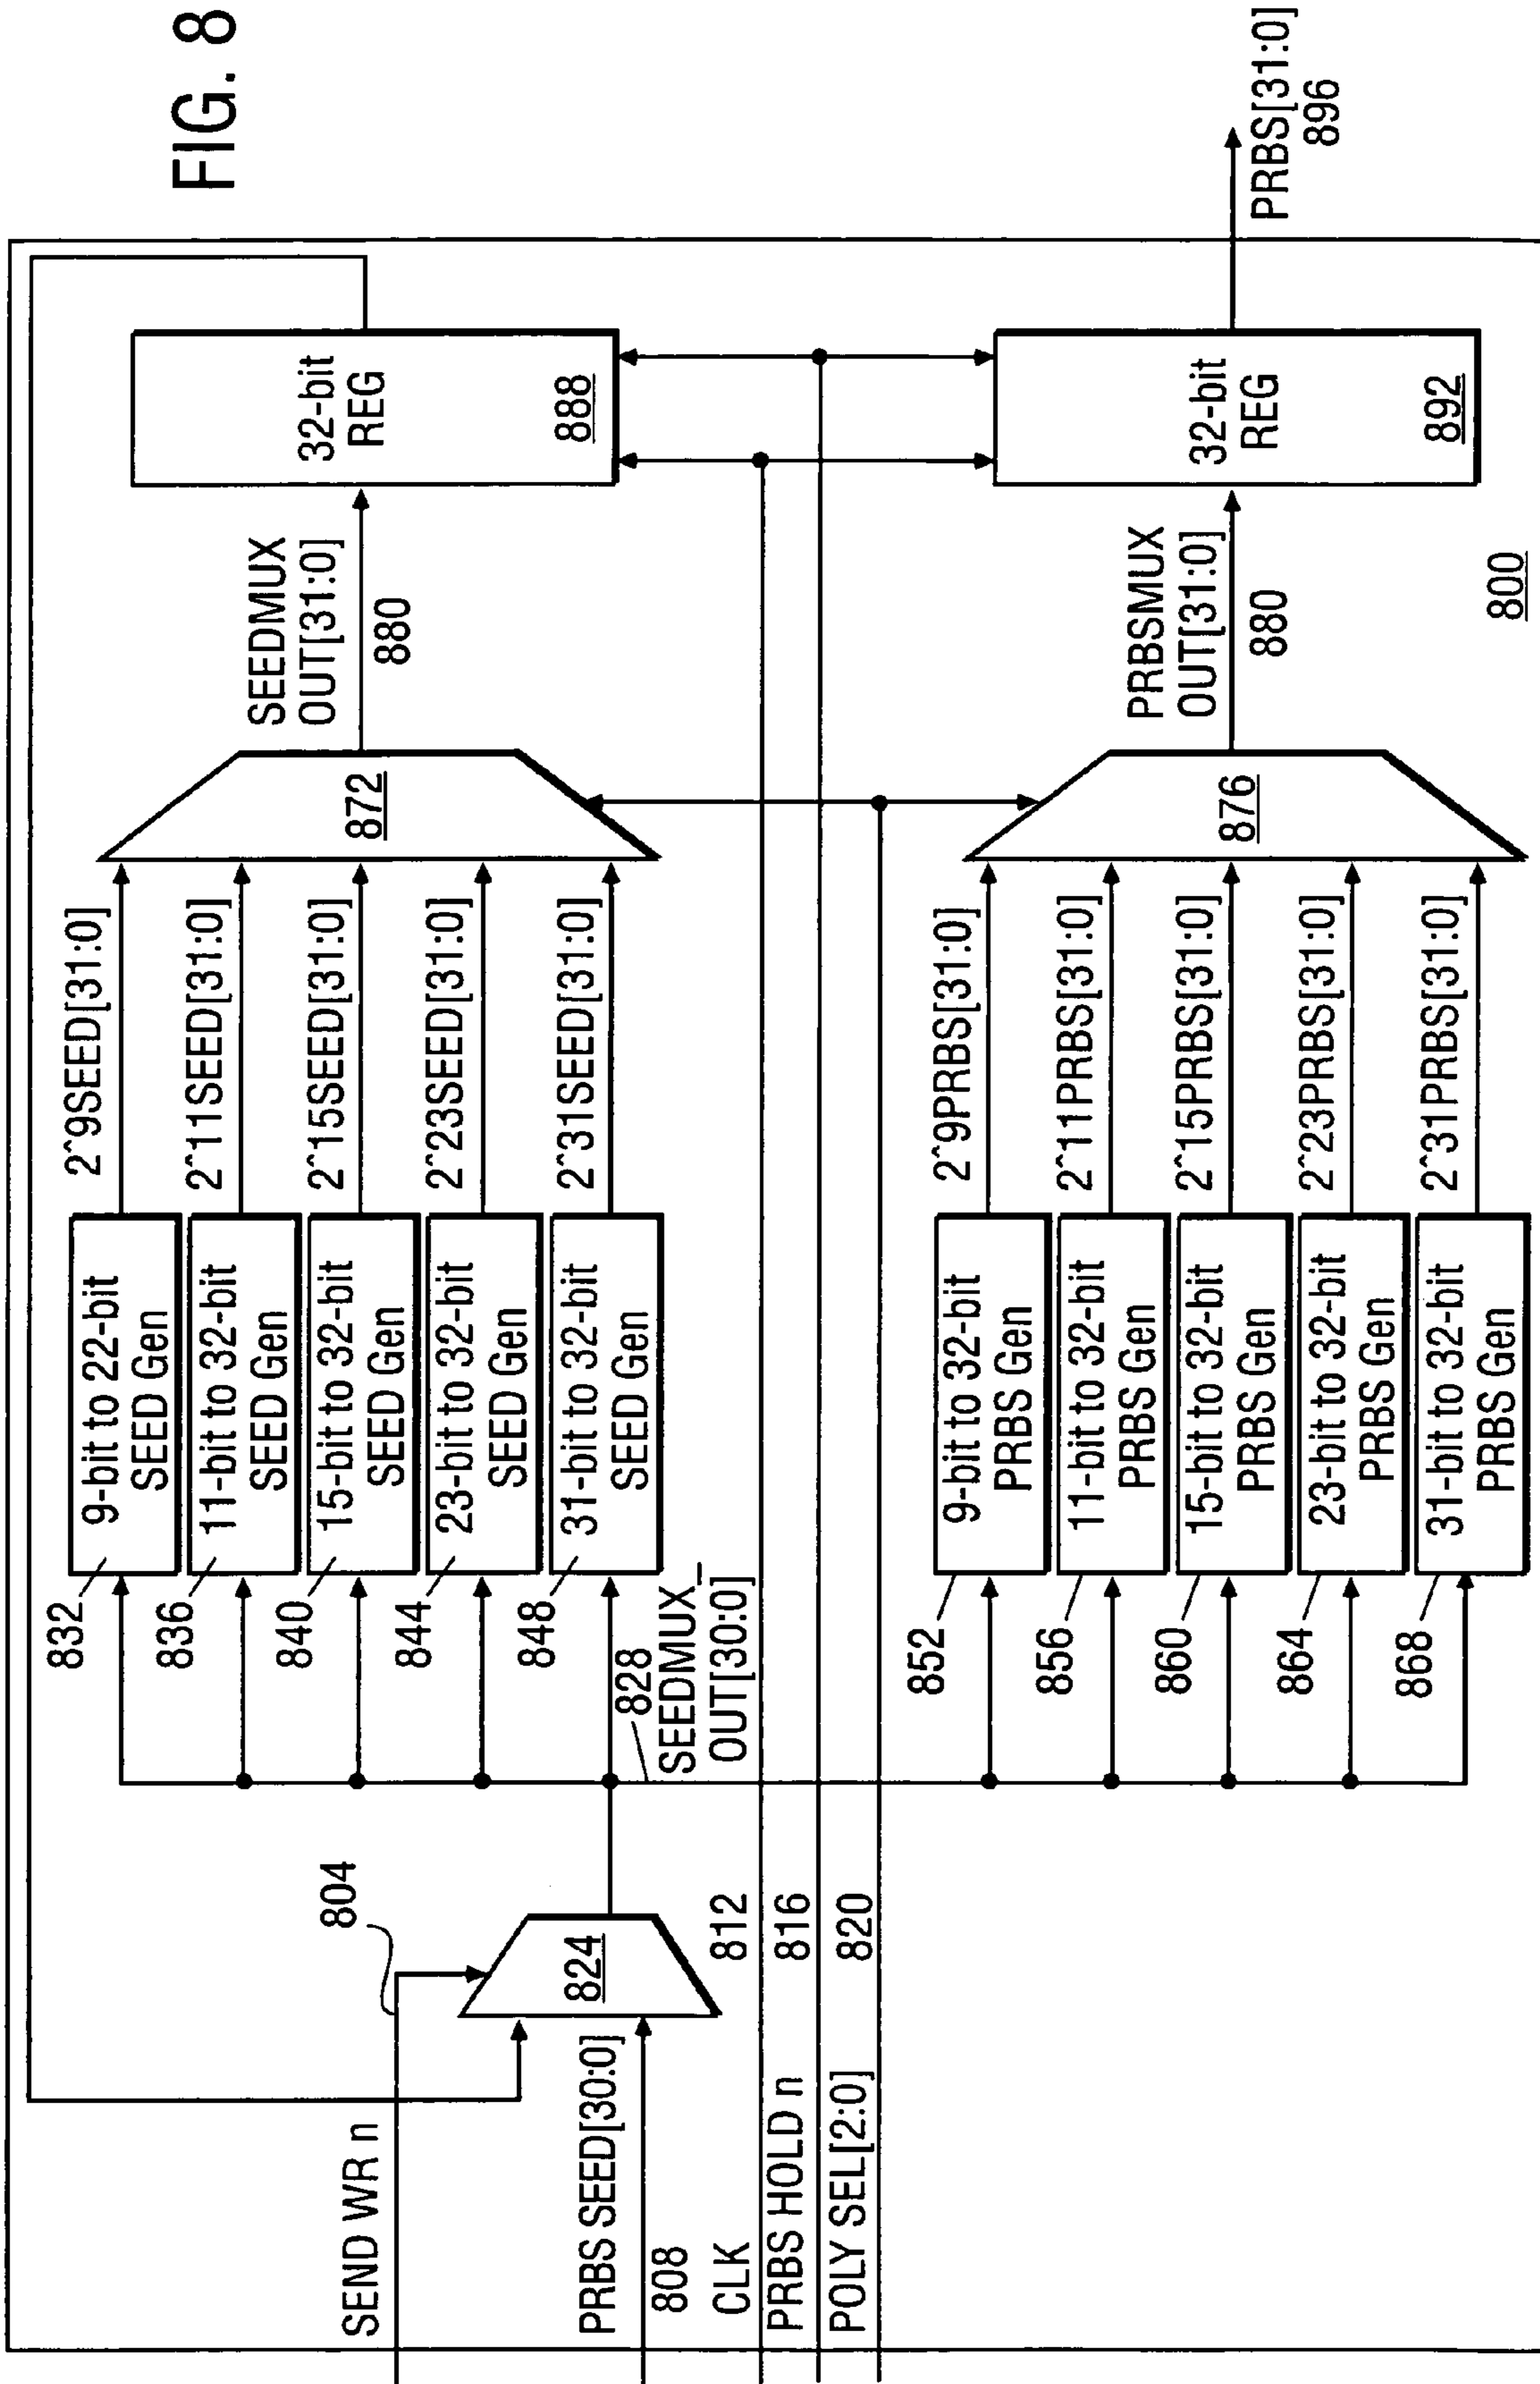 FIG. 8
SEND WR n
804
PRBS SEED[30:0]
808
824
CLK
812
PRBS HOLD n
816
POLY SEL[2:0]
820
828
SEEDMUX_
OUT[30:0]
832
9-bit to 22-bit
SEED Gen
2^9SEED[31:0]
836
11-bit to 32-bit
SEED Gen
2^11SEED[31:0]
840
15-bit to 32-bit
SEED Gen
2^15SEED[31:0]
844
23-bit to 32-bit
SEED Gen
2^23SEED[31:0]
848
31-bit to 32-bit
SEED Gen
2^31SEED[31:0]
872
SEEDMUX
OUT[31:0]
880
32-bit
REG
888
852
9-bit to 32-bit
PRBS Gen
2^9PRBS[31:0]
856
11-bit to 32-bit
PRBS Gen
2^11PRBS[31:0]
860
15-bit to 32-bit
PRBS Gen
2^15PRBS[31:0]
864
23-bit to 32-bit
PRBS Gen
2^23PRBS[31:0]
868
31-bit to 32-bit
PRBS Gen
2^31PRBS[31:0]
876
PRBSMUX
OUT[31:0]
880
32-bit
REG
892
PRBS[31:0]
896
800